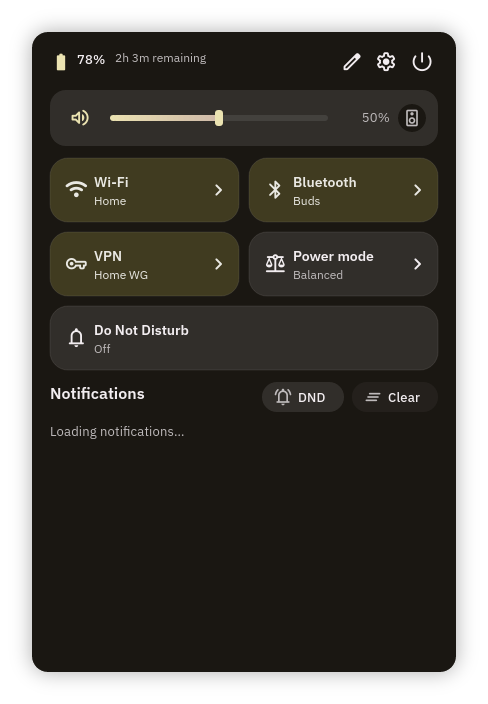 78% 2h 3m remaining
50%
Wi-Fi
Home
Bluetooth
Buds
VPN
Home WG
Power mode
Balanced
Do Not Disturb
Off
Notifications
DND
Clear
Loading notifications...